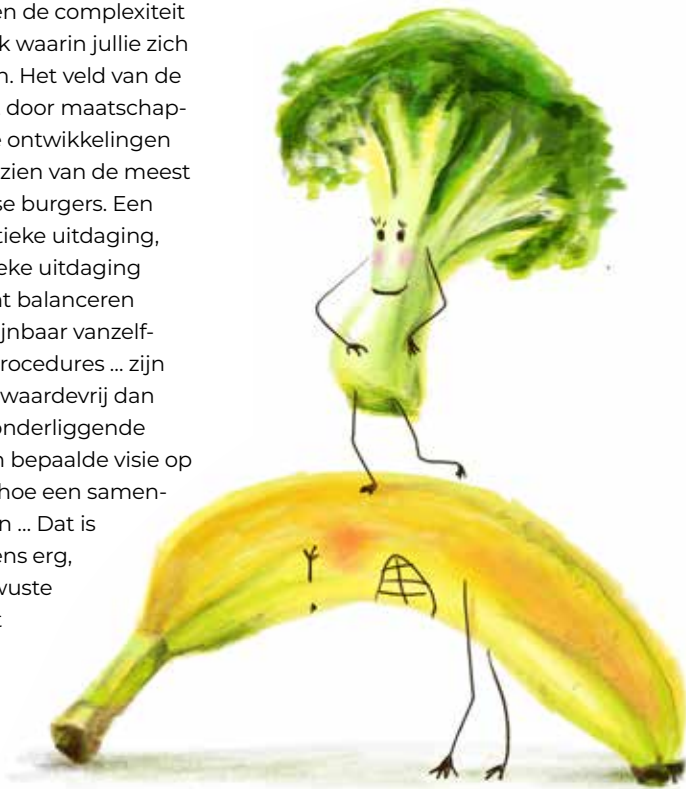 en de complexiteit
k waarin jullie zich
n. Het veld van de
door maatschap-
e ontwikkelingen
zien van de meest
se burgers. Een
tieke uitdaging,
eke uitdaging
nt balanceren
ijnbaar vanzelf-
rocedures ... zijn
waardevrij dan
onderliggende
n bepaalde visie op
hoe een samen-
n ... Dat is
ens erg,
wuste
t